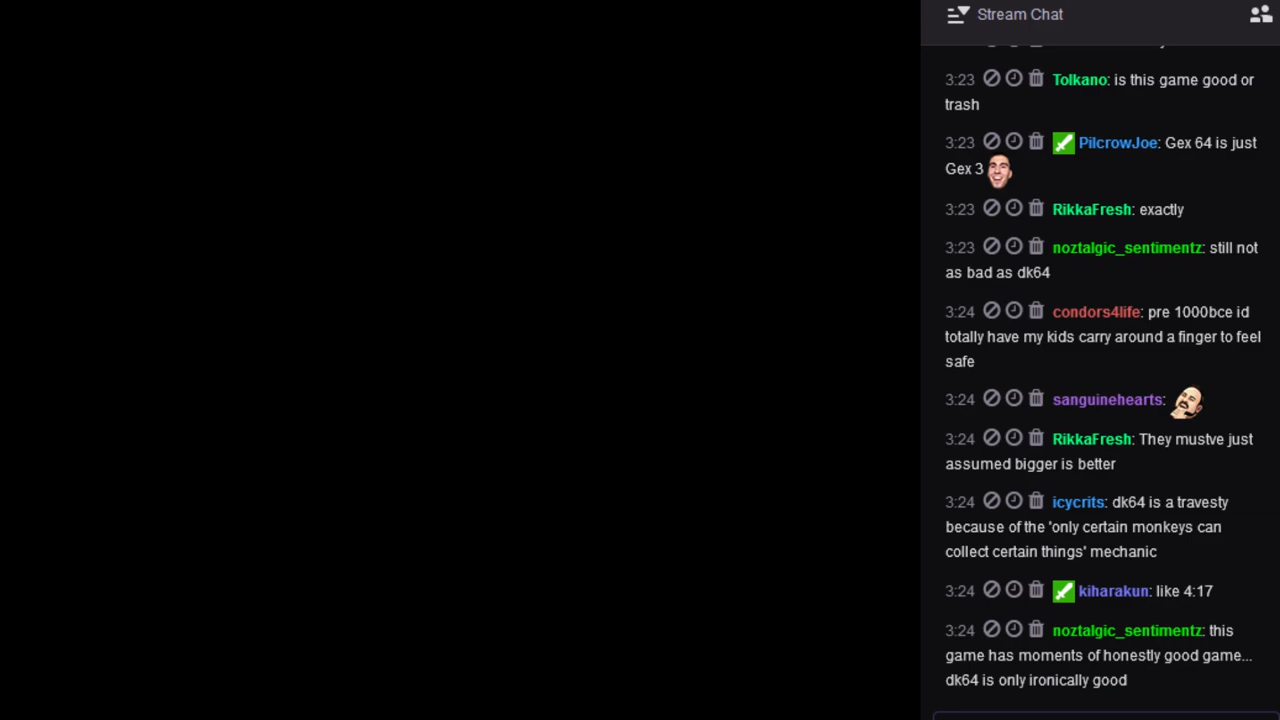 Stream Chat
3:23 Tolkano: is this game good or
trash
3:23 PilcrowJoe: Gex 64 is just
Gex 3
3:23 RikkaFresh: exactly
3:23 noztalgic_sentimentz: still not
as bad as dk64
3:24 condors4life: pre 1000bce id
totally have my kids carry around a finger to feel
safe
3:24 sanguinehearts:
3:24 RikkaFresh: They mustve just
assumed bigger is better
3:24 icycrits: dk64 is a travesty
because of the 'only certain monkeys can
collect certain things' mechanic
3:24 kiharakun: like 4:17
3:24 noztalgic_sentimentz: this
game has moments of honestly good game...
dk64 is only ironically good